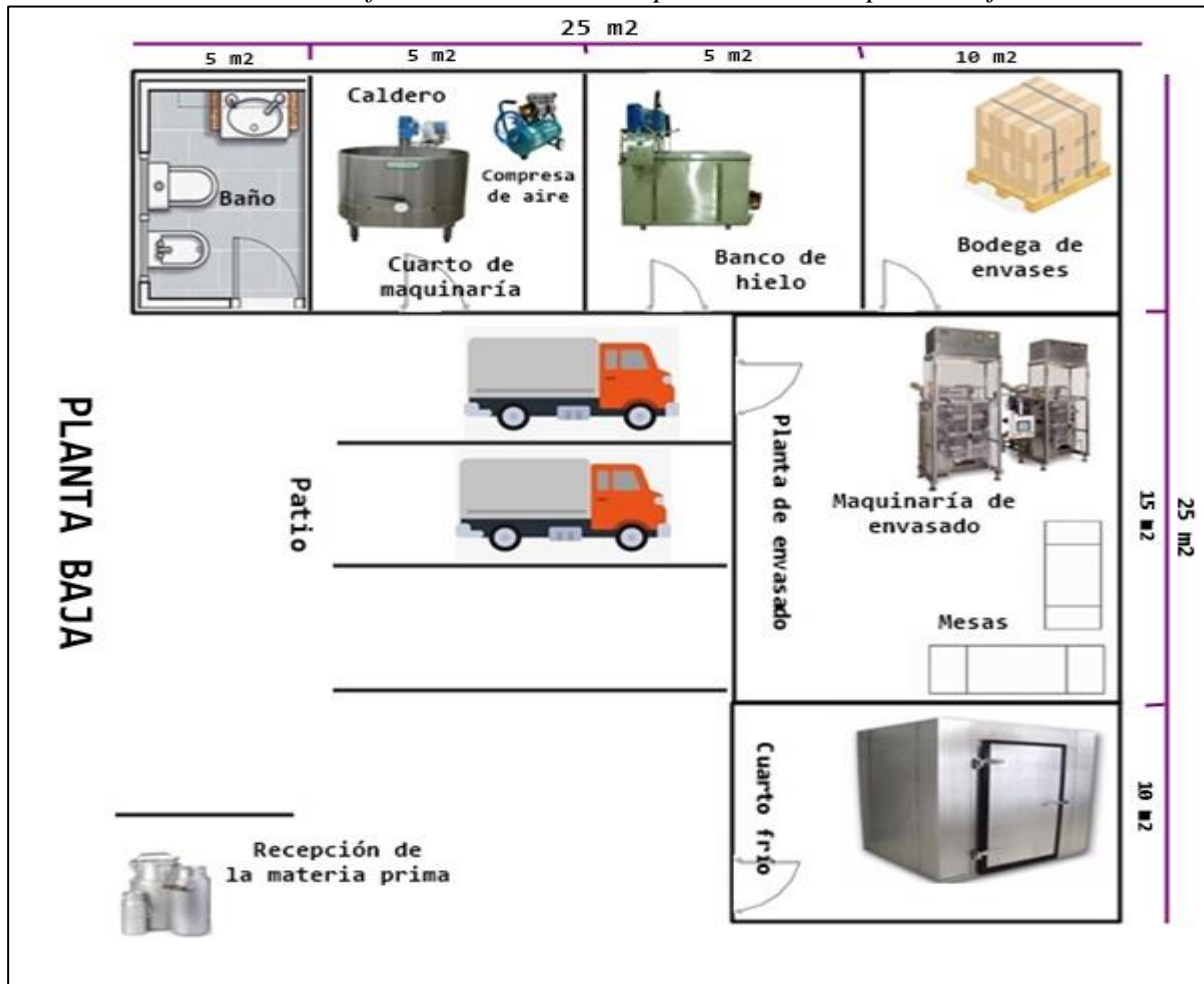 25 m2
5 m2
5 m2
5 m2
10 m2
Caldero
Compresa
de aire
Baño
Cuarto de
maquinaría
Banco de
hielo
Bodega de
envases
PLANTA BAJA
Patio
Planta de envasado
Maquinaría de
envasado
Mesas
15 m2
25 m2
Cuarto frío
10 m2
Recepción de
la materia prima